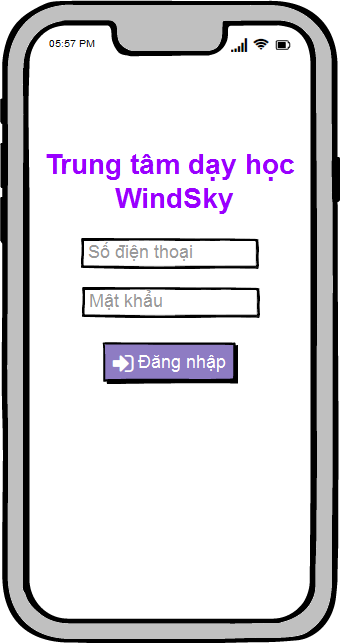 05:57 PM
Trung tâm dạy học
WindSky
Số điện thoại
Mật khẩu
Đăng nhập